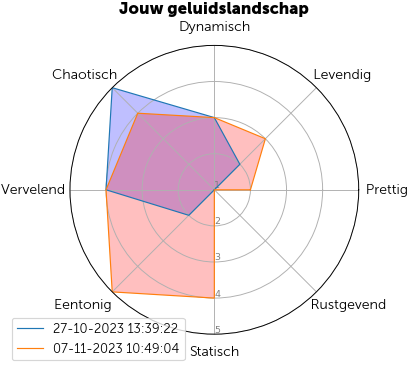 Jouw geluidslandschap
Dynamisch
Chaotisch
Levendig
Vervelend
1
Prettig
2
3
4
Eentonig
Rustgevend
5
Statisch
27-10-2023 13:39:22
07-11-2023 10:49:04